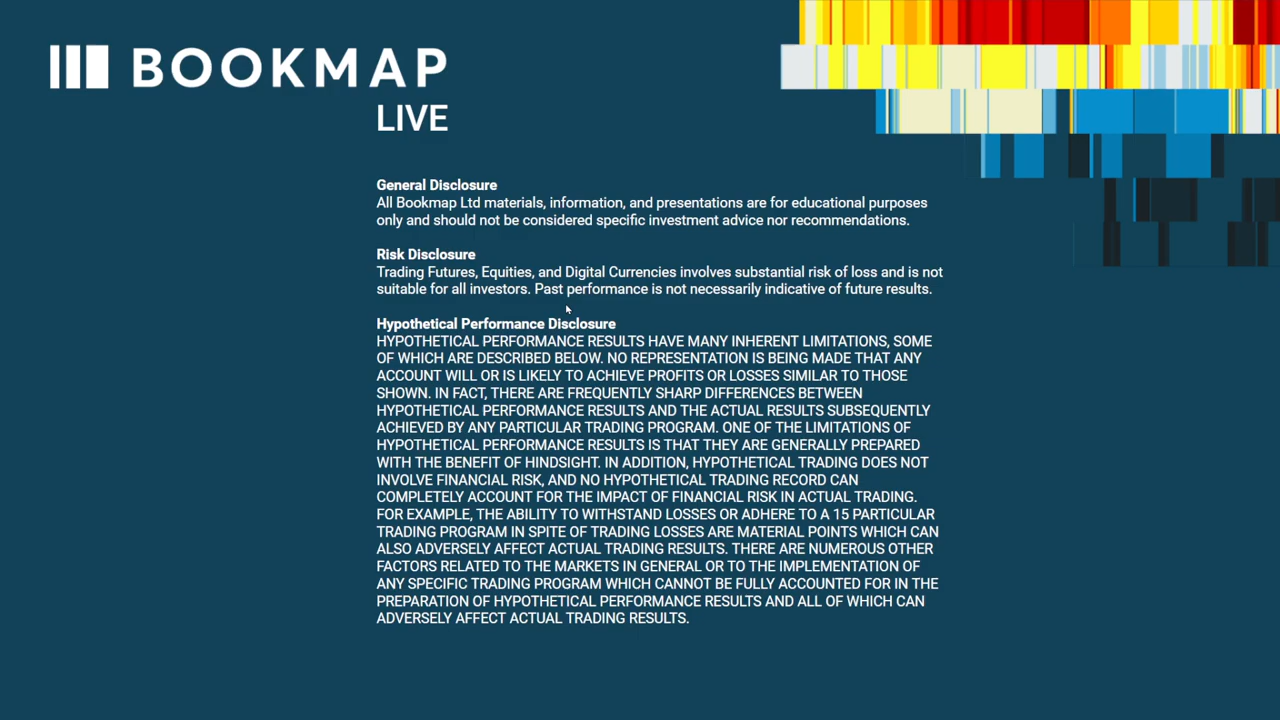 BOOKMAP
LIVE
General Disclosure
All Bookmap Ltd materials, information, and presentations are for educational purposes
only and should not be considered specific investment advice nor recommendations.
Risk Disclosure
Trading Futures, Equities, and Digital Currencies involves substantial risk of loss and is not
suitable for all investors. Past performance is not necessarily indicative of future results.
Hypothetical Performance Disclosure
HYPOTHETICAL PERFORMANCE RESULTS HAVE MANY INHERENT LIMITATIONS, SOME
OF WHICH ARE DESCRIBED BELOW. NO REPRESENTATION IS BEING MADE THAT ANY
ACCOUNT WILL OR IS LIKELY TO ACHIEVE PROFITS OR LOSSES SIMILAR TO THOSE
SHOWN. IN FACT, THERE ARE FREQUENTLY SHARP DIFFERENCES BETWEEN
HYPOTHETICAL PERFORMANCE RESULTS AND THE ACTUAL RESULTS SUBSEQUENTLY
ACHIEVED BY ANY PARTICULAR TRADING PROGRAM. ONE OF THE LIMITATIONS OF
HYPOTHETICAL PERFORMANCE RESULTS IS THAT THEY ARE GENERALLY PREPARED
WITH THE BENEFIT OF HINDSIGHT. IN ADDITION, HYPOTHETICAL TRADING DOES NOT
INVOLVE FINANCIAL RISK, AND NO HYPOTHETICAL TRADING RECORD CAN
COMPLETELY ACCOUNT FOR THE IMPACT OF FINANCIAL RISK IN ACTUAL TRADING.
FOR EXAMPLE, THE ABILITY TO WITHSTAND LOSSES OR ADHERE TO A 15 PARTICULAR
TRADING PROGRAM IN SPITE OF TRADING LOSSES ARE MATERIAL POINTS WHICH CAN
ALSO ADVERSELY AFFECT ACTUAL TRADING RESULTS. THERE ARE NUMEROUS OTHER
FACTORS RELATED TO THE MARKETS IN GENERAL OR TO THE IMPLEMENTATION OF
ANY SPECIFIC TRADING PROGRAM WHICH CANNOT BE FULLY ACCOUNTED FOR IN THE
PREPARATION OF HYPOTHETICAL PERFORMANCE RESULTS AND ALL OF WHICH CAN
ADVERSELY AFFECT ACTUAL TRADING RESULTS.